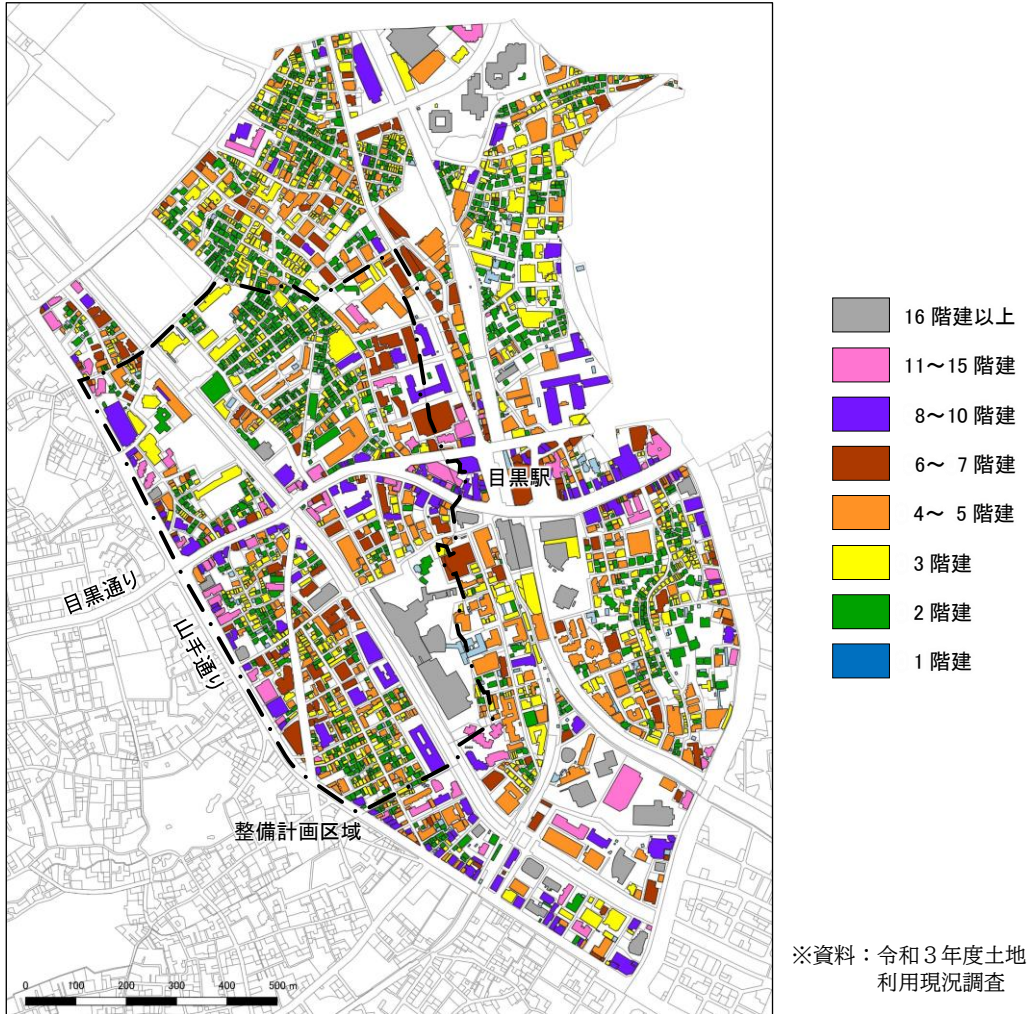 目黒駅
目黒通り
山手通り
整備計画区域
0 100 200 300 400 500 m
16 階建以上
11～15 階建
8～10 階建
6～ 7 階建
4～ 5 階建
3 階建
2 階建
1 階建
※資料：令和３年度土地
利用現況調査